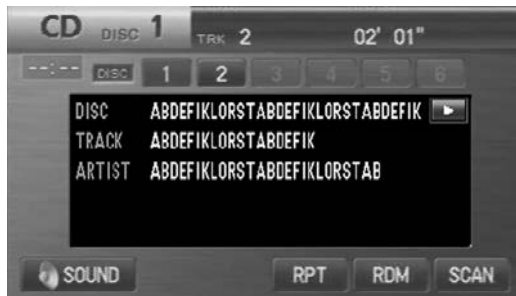 CD DISC 1 TRK 2 02' 01"
--:-- DISC 1 2 3 4 5 6
DISC ABDEFIKLORSTABDEFIKLORSTABDEFIK
TRACK ABDEFIKLORSTABDEFIK
ARTIST ABDEFIKLORSTABDEFIKLORSTAB
SOUND RPT RDM SCAN